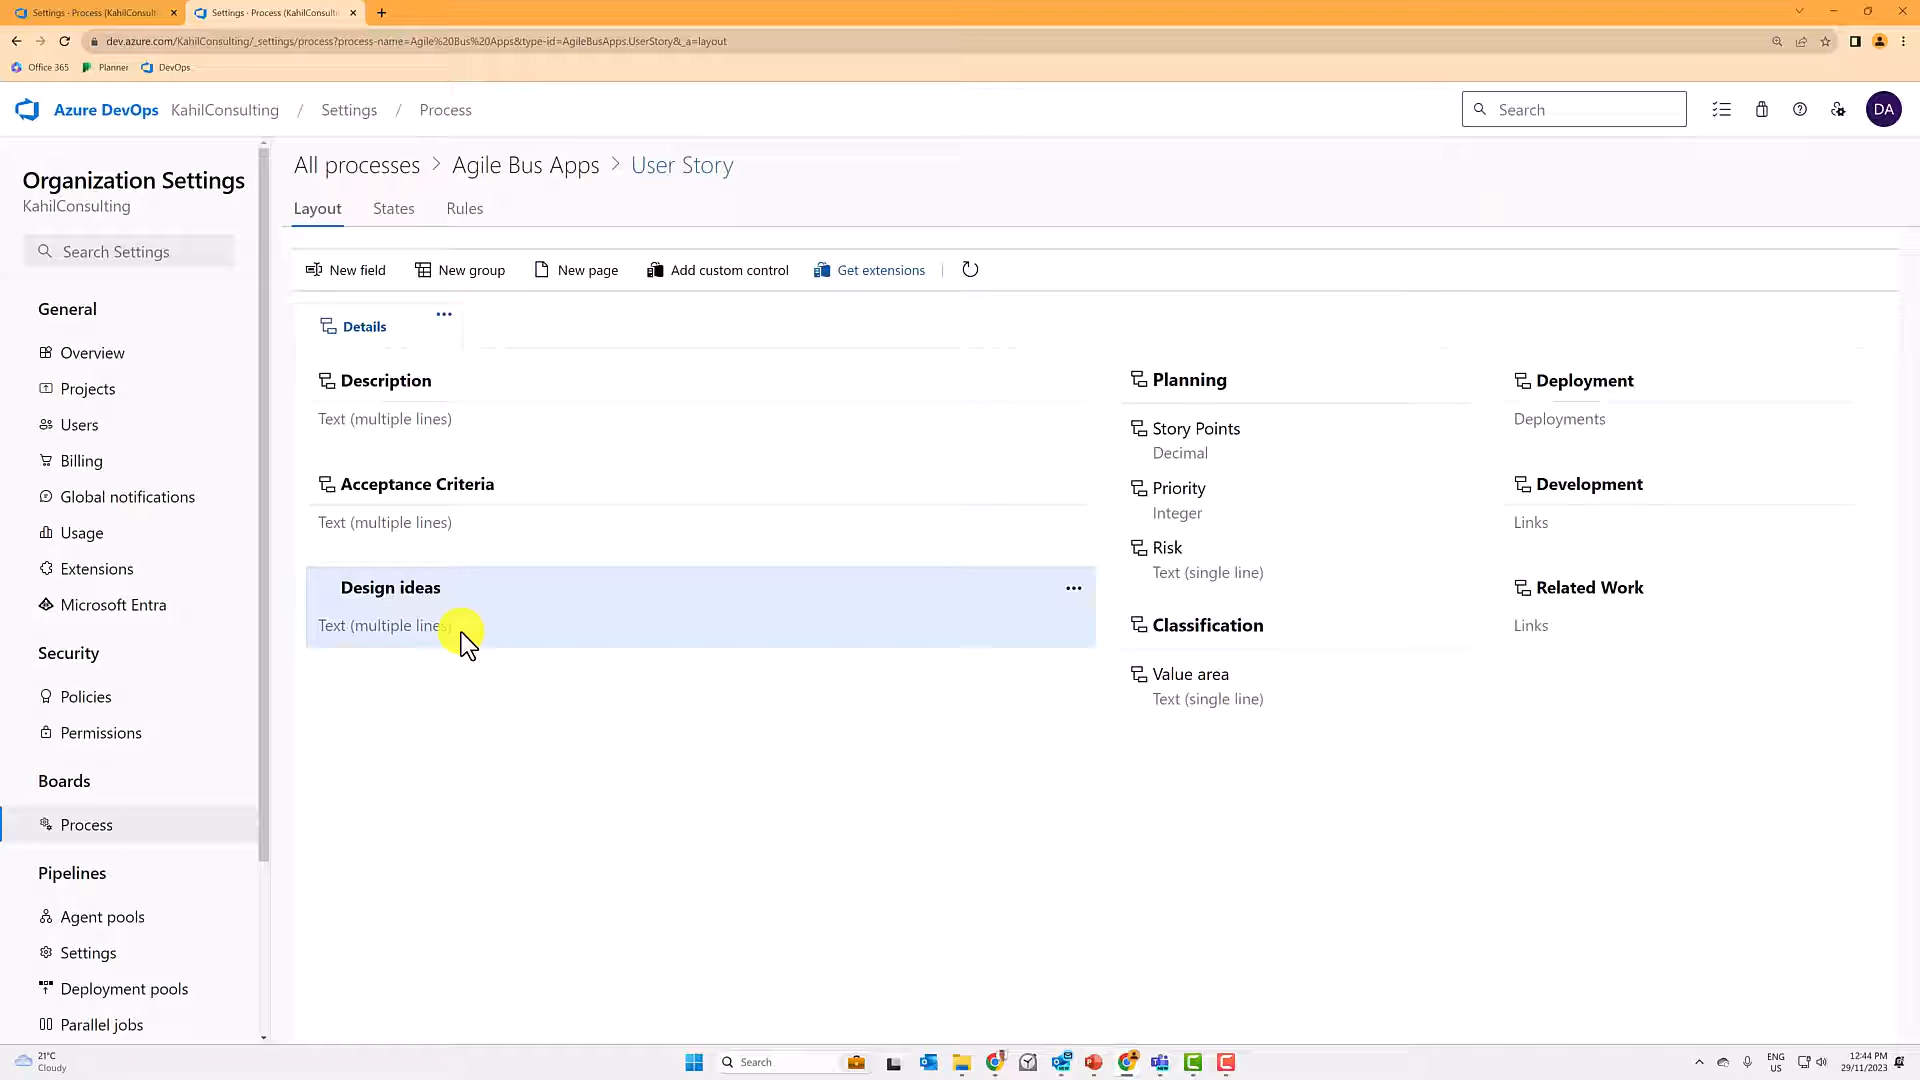 Settings - Process (KahilConsulti
Settings - Process (KahilConsulti
dev.azure.com/KahilConsulting/_settings/process?process-name=Agile%20Bus%20Apps&type-id=AgileBusApps.UserStory&_a=layout
Office 365
Planner
DevOps
Azure DevOps
KahilConsulting / Settings / Process
Search
DA
Organization Settings
KahilConsulting
Search Settings
General
Overview
Projects
Users
Billing
Global notifications
Usage
Extensions
Microsoft Entra
Security
Policies
Permissions
Boards
Process
Pipelines
Agent pools
Settings
Deployment pools
Parallel jobs
All processes > Agile Bus Apps > User Story
Layout
States
Rules
New field
New group
New page
Add custom control
Get extensions
Details
Description
Text (multiple lines)
Acceptance Criteria
Text (multiple lines)
Design ideas
Text (multiple lines)
Planning
Story Points
Decimal
Priority
Integer
Risk
Text (single line)
Classification
Value area
Text (single line)
Deployment
Deployments
Development
Links
Related Work
Links
21°C
Cloudy
Search
ENG
US
12:44 PM
29/11/2023